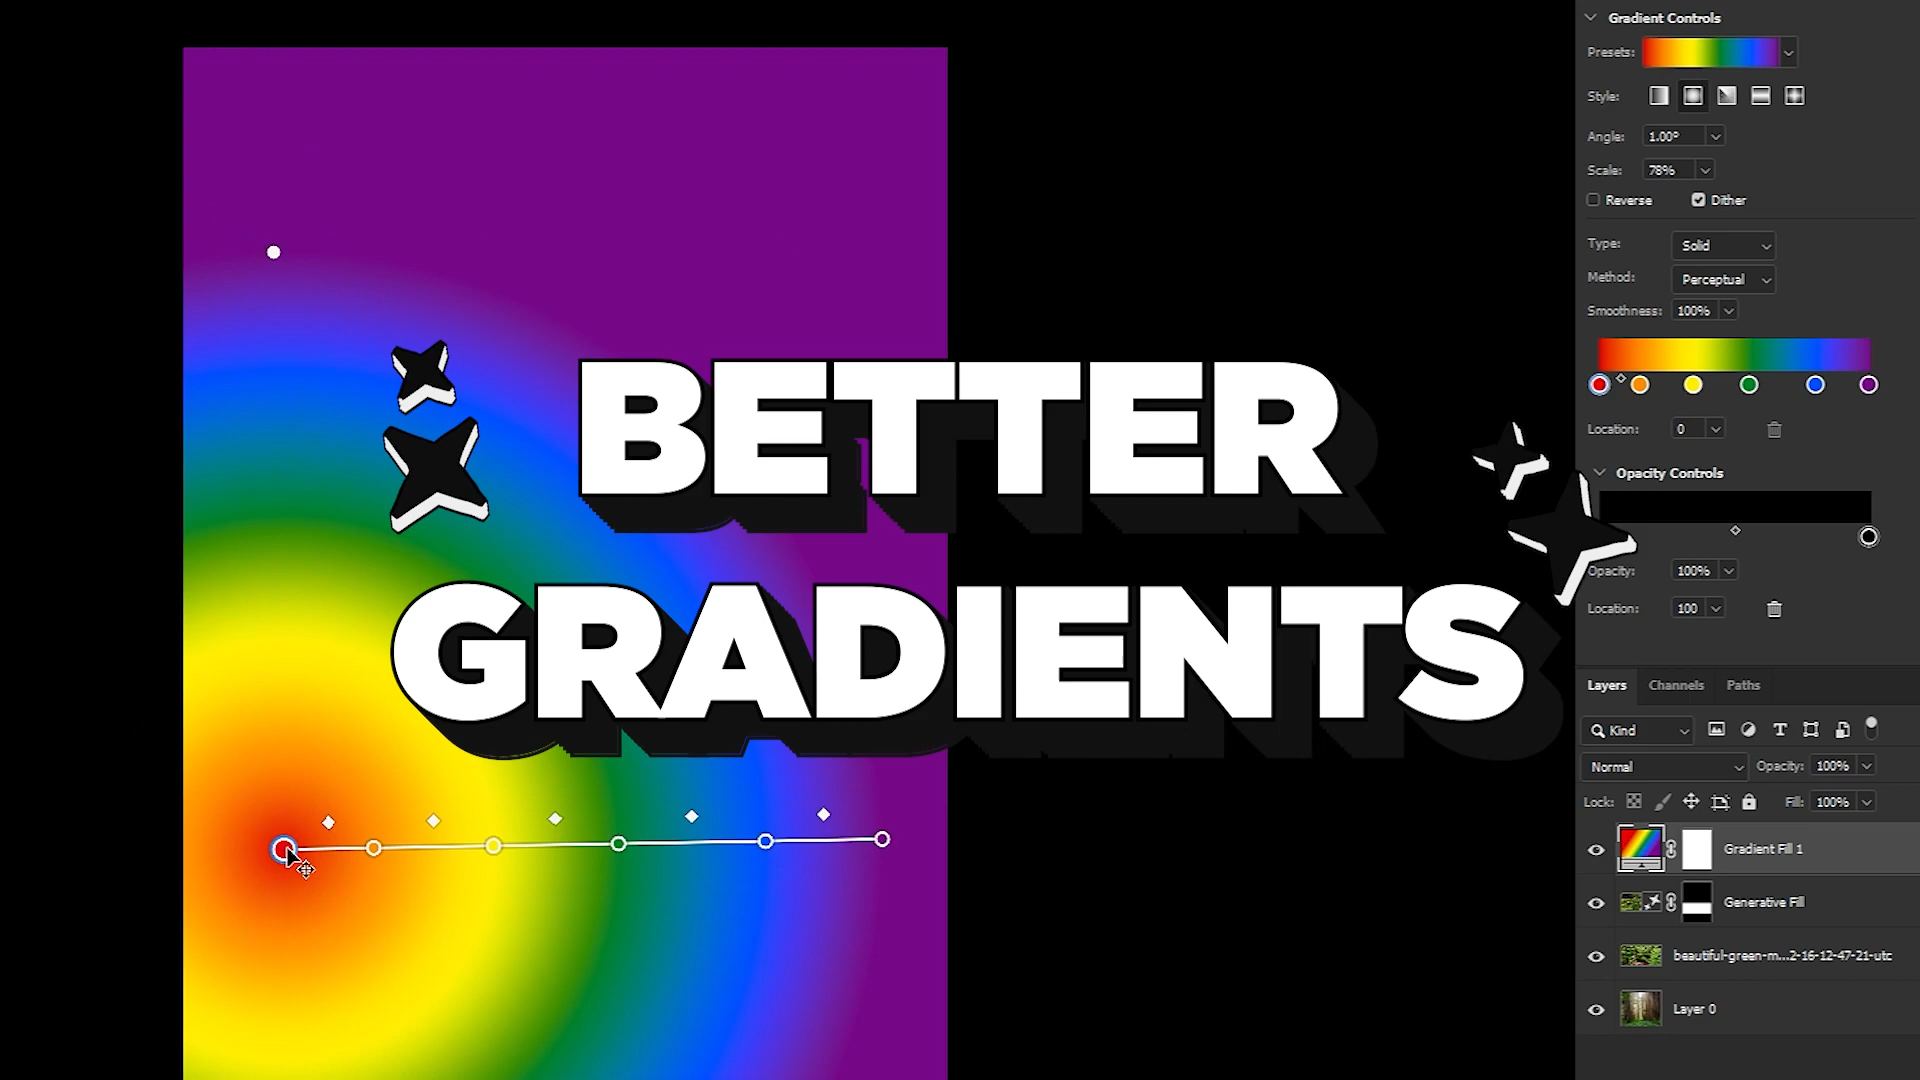 Gradient Controls
Presets:
Style:
Angle: 1.00°
Scale: 78%
Reverse Dither
Type: Solid
Method: Perceptual
Smoothness: 100%
BETTER
GRADIENTS
Location: 0
Opacity Controls
Opacity: 100%
Location: 100
Layers Channels Paths
Kind
Normal Opacity: 100%
Lock: Fill: 100%
Gradient Fill 1
Generative Fill
beautiful-green-m...2-16-12-47-21-utc
Layer 0